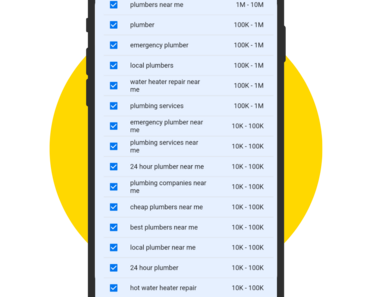 plumbers near me 1M - 10M
plumber 100K - 1M
emergency plumber 100K - 1M
local plumbers 100K - 1M
water heater repair near 100K - 1M
me
plumbing services 100K - 1M
emergency plumber near 10K - 100K
me
plumbing services near 10K - 100K
me
24 hour plumber near me 10K - 100K
plumbing companies near 10K - 100K
me
cheap plumbers near me 10K - 100K
best plumbers near me 10K - 100K
local plumber near me 10K - 100K
24 hour plumber 10K - 100K
hot water heater repair 10K - 100K